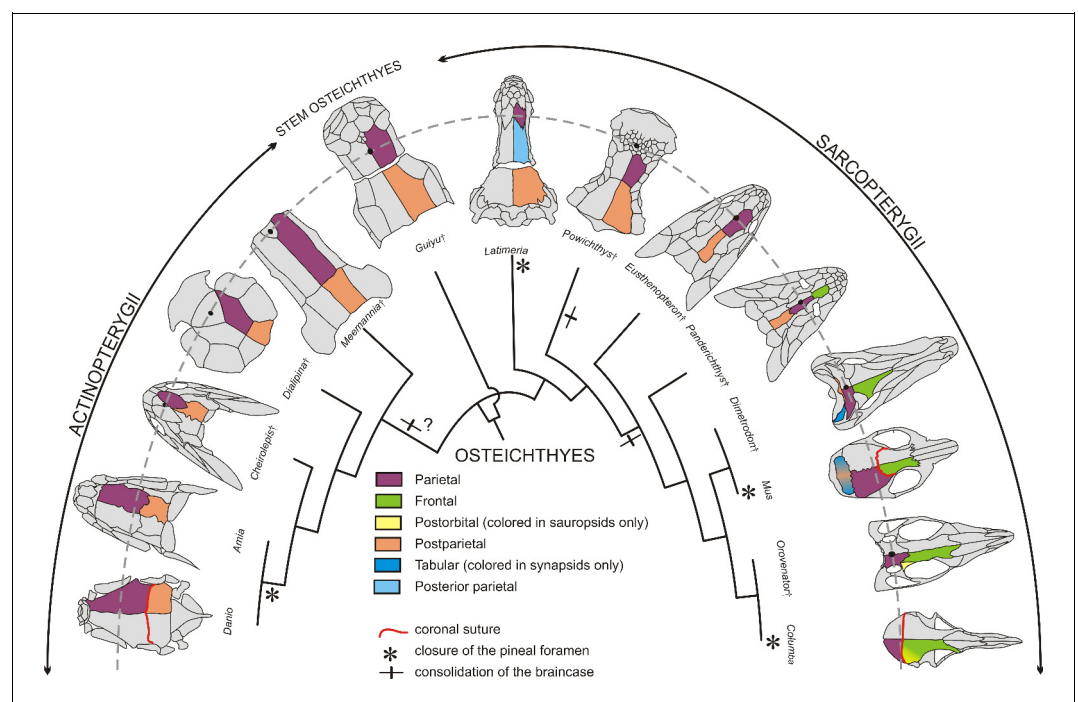 STEM OSTEICHTHYES
ACTINOPTERYGII
SARCOPTERYGII
Guiyu†
Latimeria
Powichthys†
Eusthenopteron†
Panderichthys†
Dimetrodon†
Mus
Orovenator†
Columba
Meemannia†
Dialipina†
Cheirolepis†
Amia
Danio
?
*
*
*
*
OSTEICHTHYES
Parietal
Frontal
Postorbital (colored in sauropsids only)
Postparietal
Tabular (colored in synapsids only)
Posterior parietal
coronal suture
* closure of the pineal foramen
consolidation of the braincase